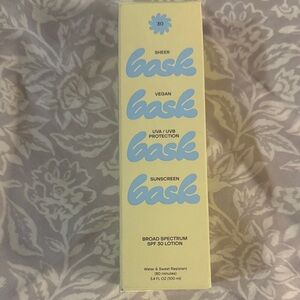 30
SHEER
bask
VEGAN
bask
UVA / UVB
PROTECTION
bask
SUNSCREEN
bask
BROAD SPECTRUM
SPF 30 LOTION
Water & Sweat Resistant
(80 minutes)
3.4 FL OZ (100 ml)